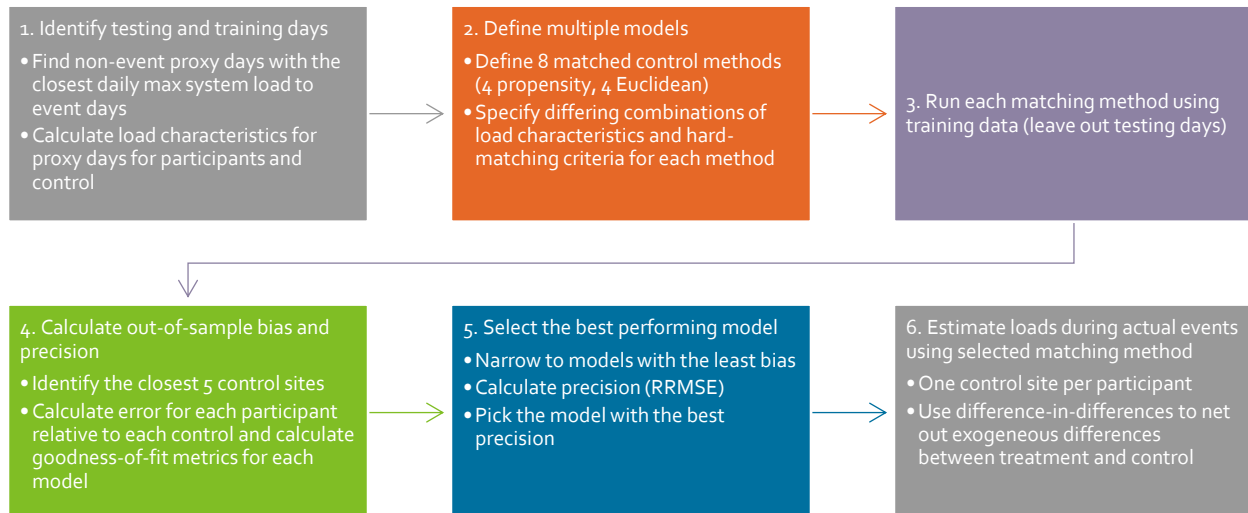 1. Identify testing and training days
• Find non-event proxy days with the
closest daily max system load to
event days
• Calculate load characteristics for
proxy days for participants and
control
2. Define multiple models
• Define 8 matched control methods
(4 propensity, 4 Euclidean)
• Specify differing combinations of
load characteristics and hard-
matching criteria for each method
3. Run each matching method using
training data (leave out testing days)
4. Calculate out-of-sample bias and
precision
• Identify the closest 5 control sites
• Calculate error for each participant
relative to each control and calculate
goodness-of-fit metrics for each
model
5. Select the best performing model
• Narrow to models with the least bias
• Calculate precision (RRMSE)
• Pick the model with the best
precision
6. Estimate loads during actual events
using selected matching method
• One control site per participant
• Use difference-in-differences to net
out exogeneous differences
between treatment and control